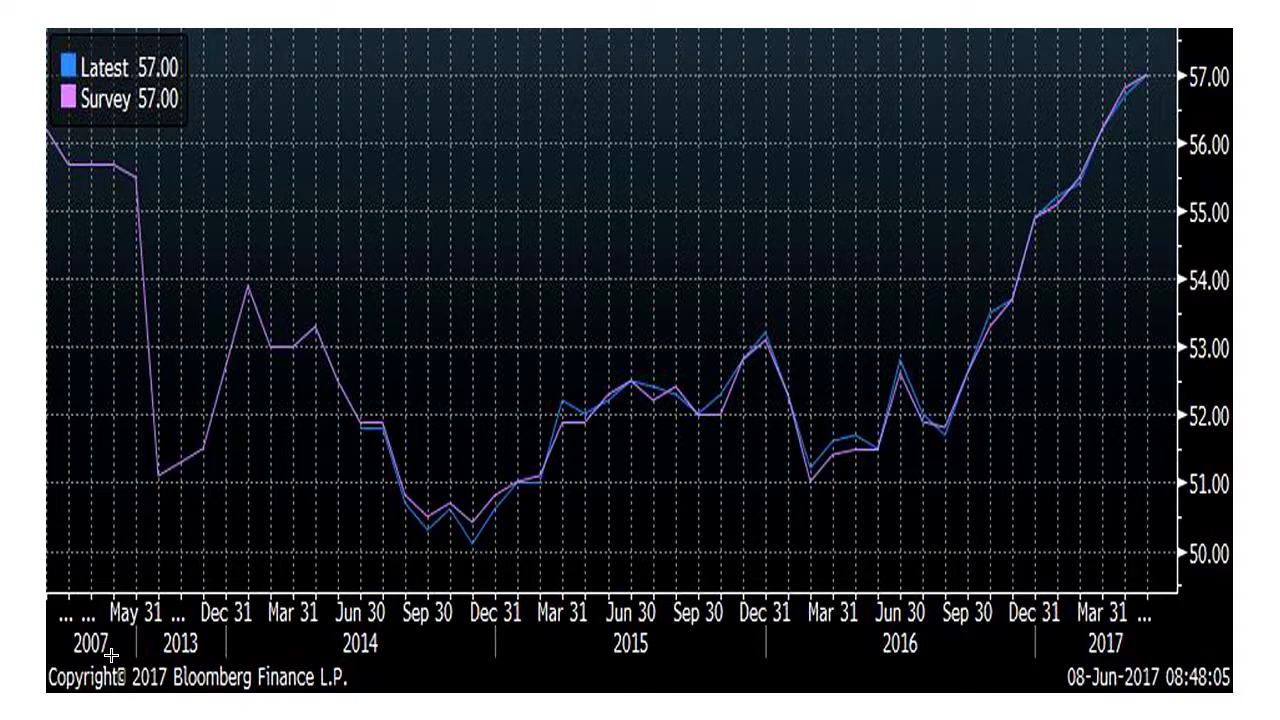 Latest 57.00
Survey 57.00
57.00
56.00
55.00
54.00
53.00
52.00
51.00
50.00
... ... May 31 ... Dec 31 Mar 31 Jun 30 Sep 30 Dec 31 Mar 31 Jun 30 Sep 30 Dec 31 Mar 31 Jun 30 Sep 30 Dec 31 Mar 31 ...
2007 2013 2014 2015 2016 2017
Copyright© 2017 Bloomberg Finance L.P. 08-Jun-2017 08:48:05